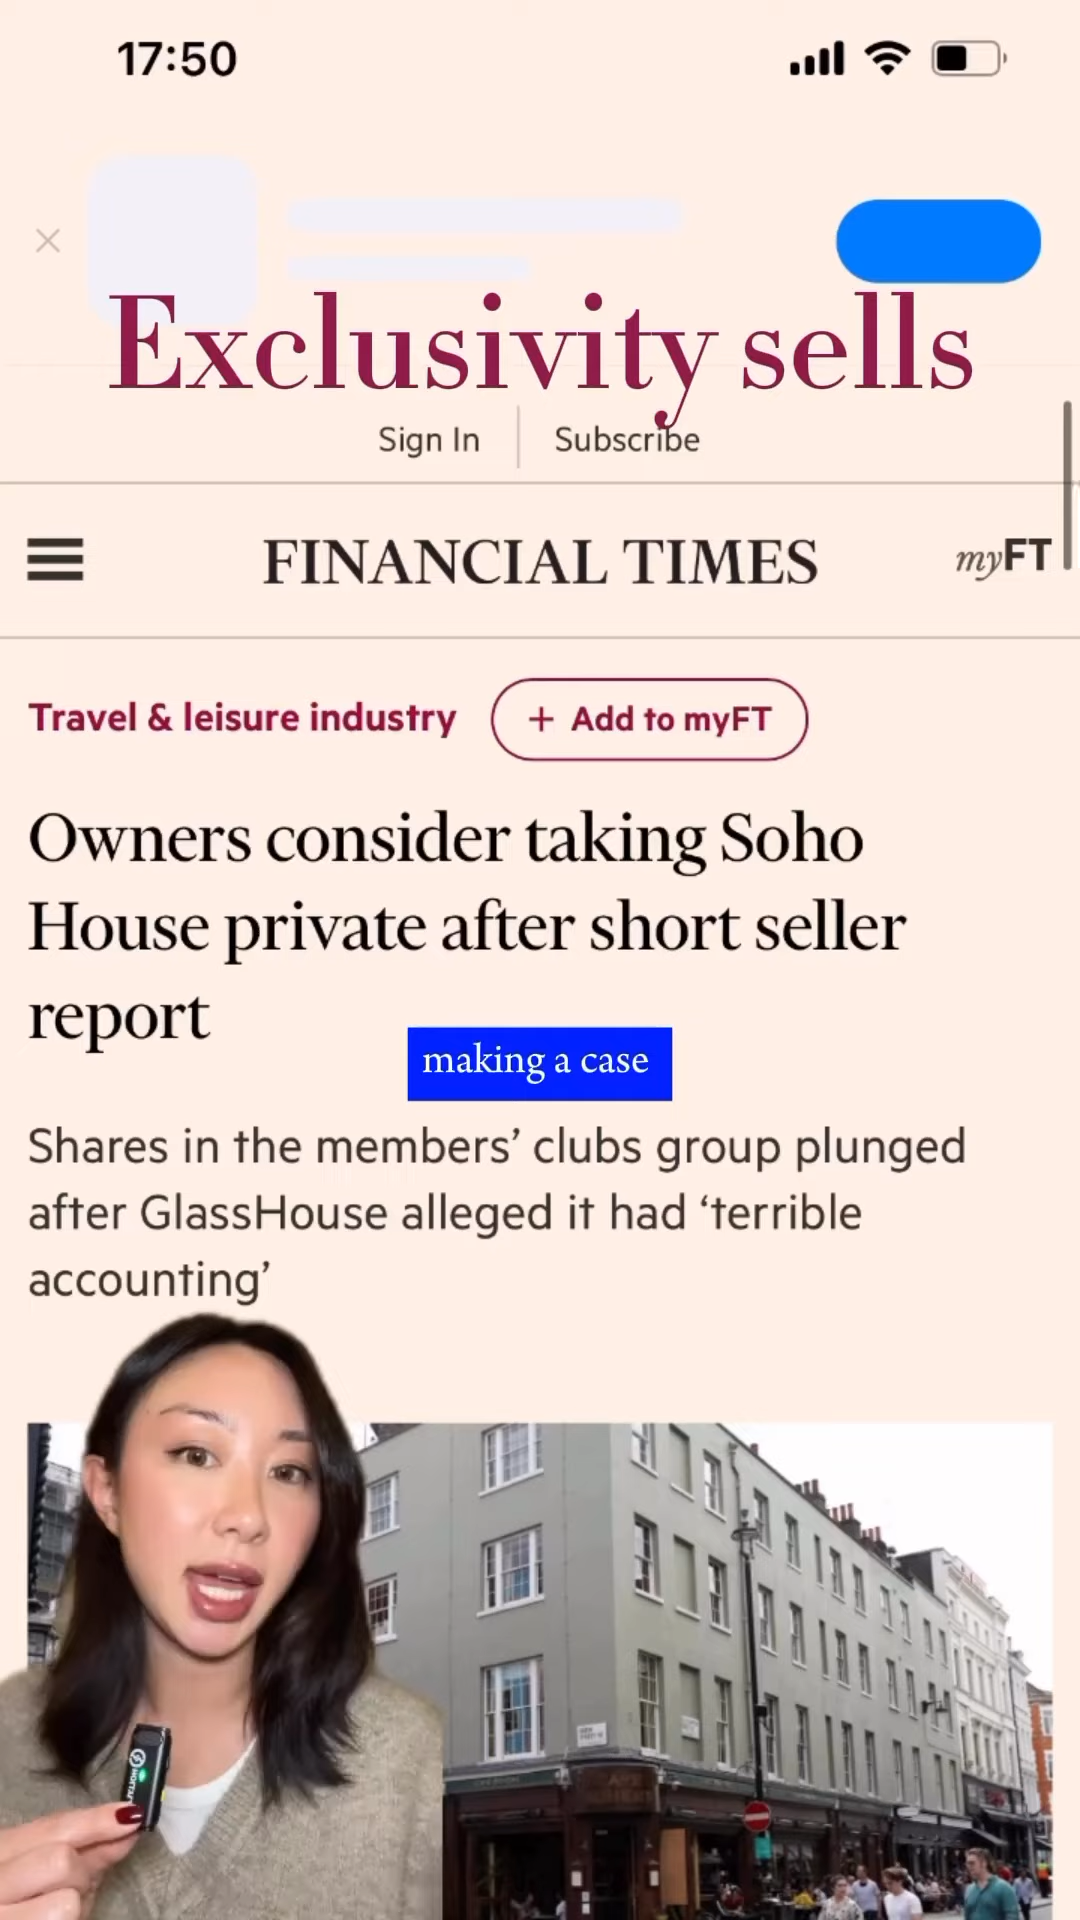 17:50
Exclusivity sells
Sign In
Subscribe
FINANCIAL TIMES
myFT
Travel & leisure industry
+ Add to myFT
Owners consider taking Soho
House private after short seller
report
making a case
Shares in the members’ clubs group plunged
after GlassHouse alleged it had ‘terrible
accounting’